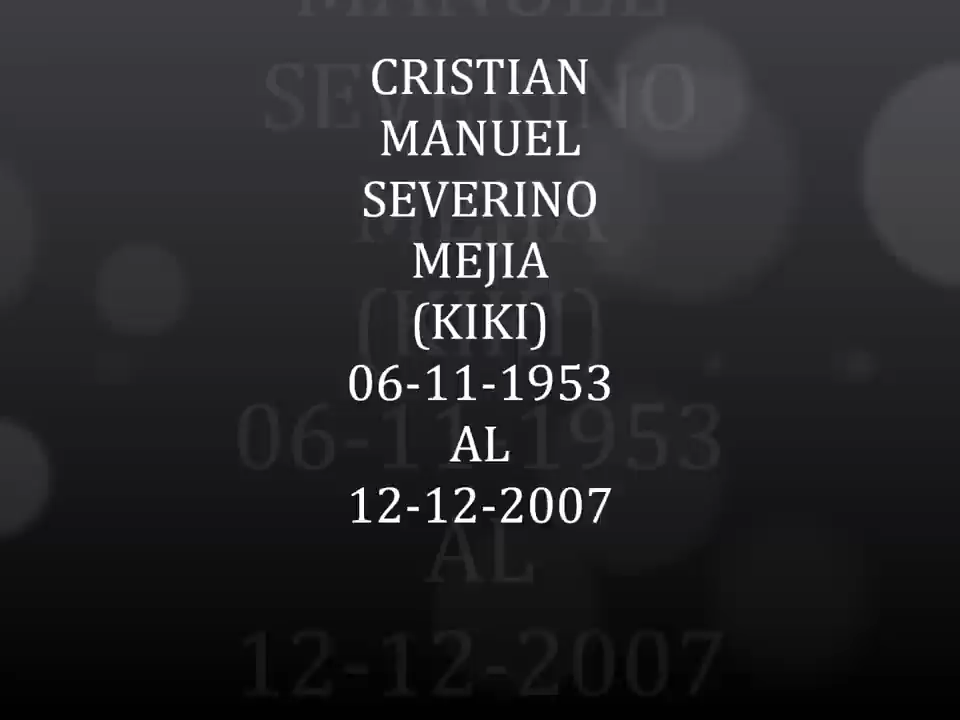 CRISTIAN
MANUEL
SEVERINO
MEJIA
(KIKI)
06-11-1953
AL
12-12-2007